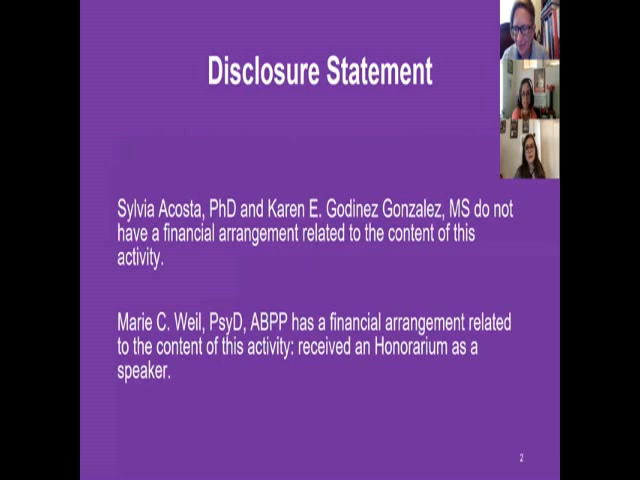 Disclosure Statement
Sylvia Acosta, PhD and Karen E. Godinez Gonzalez, MS do not
have a financial arrangement related to the content of this
activity.
Marie C. Weil, PsyD, ABPP has a financial arrangement related
to the content of this activity: received an Honorarium as a
speaker.
2